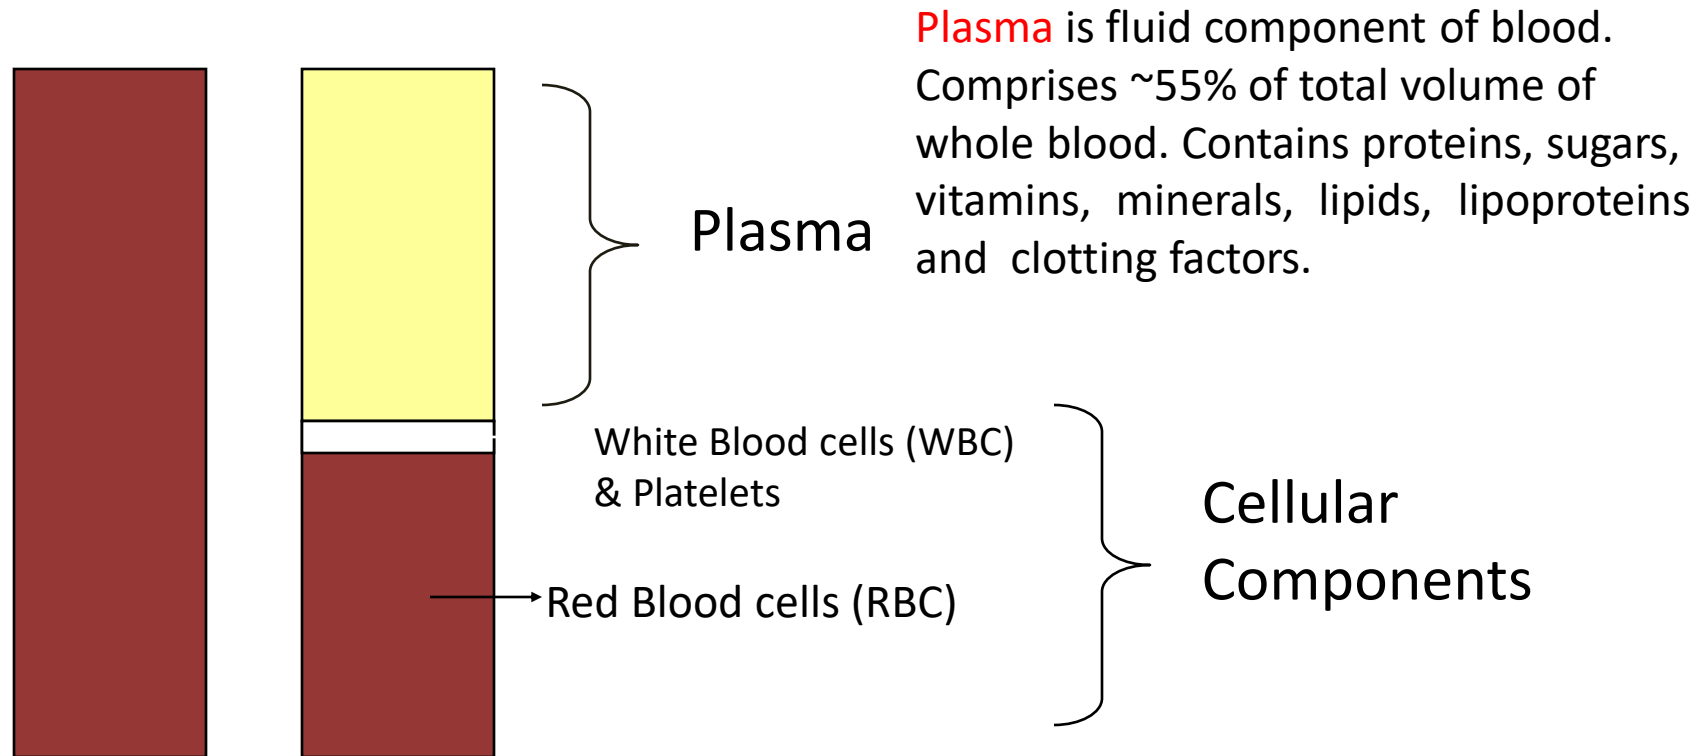 Plasma is fluid component of blood.
Comprises ~55% of total volume of
whole blood. Contains proteins, sugars,
vitamins, minerals, lipids, lipoproteins
and clotting factors.
Plasma
White Blood cells (WBC)
& Platelets
Red Blood cells (RBC)
Cellular
Components